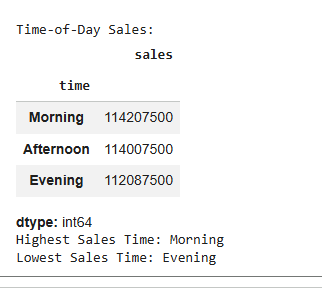 Time-of-Day Sales:
sales
time
Morning 114207500
Afternoon 114007500
Evening 112087500
dtype: int64
Highest Sales Time: Morning
Lowest Sales Time: Evening